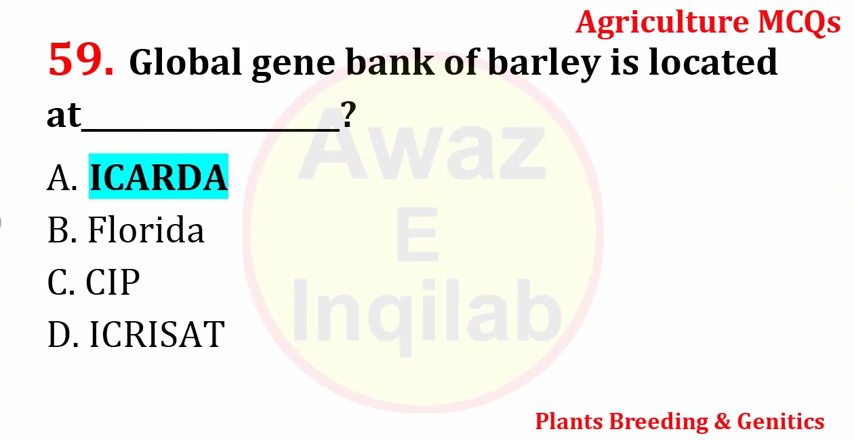 Agriculture MCQs
59. Global gene bank of barley is located
at_________________?
A. ICARDA
B. Florida
C. CIP
D. ICRISAT
Awaz
E
Inqilab
Plants Breeding & Genitics